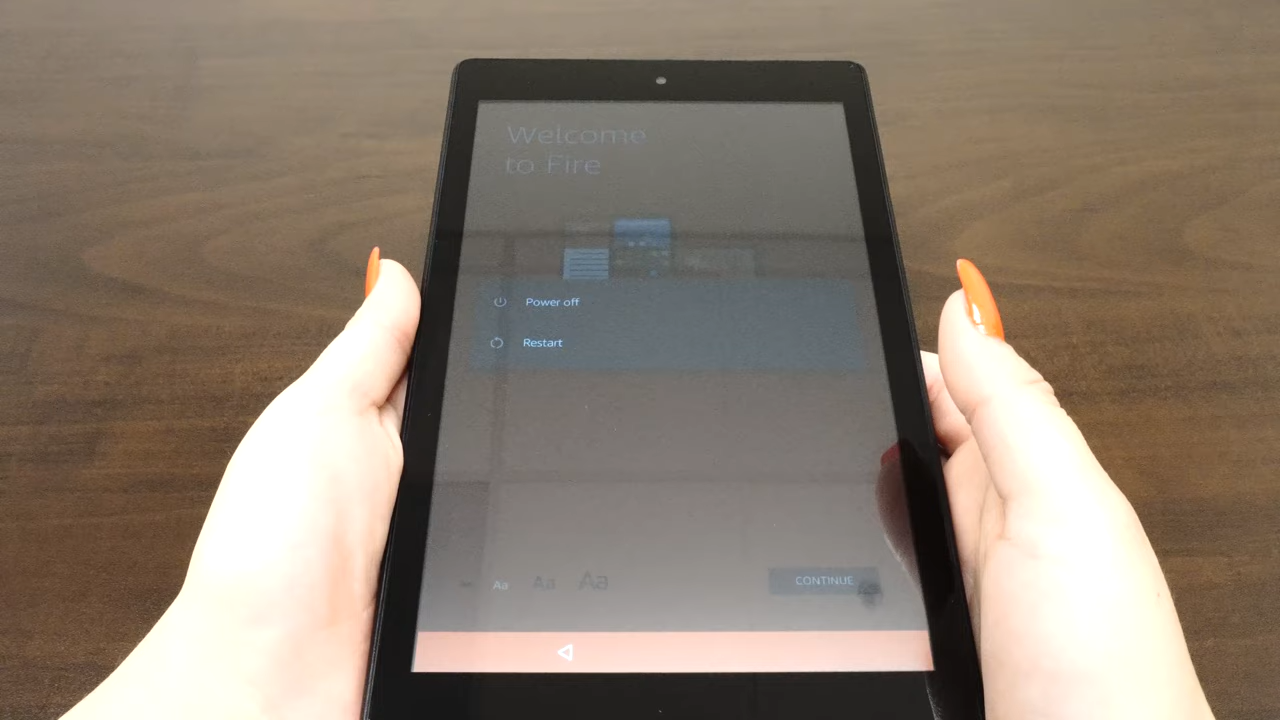 Welcome
to Fire
Power off
Restart
Aa Aa Aa
CONTINUE